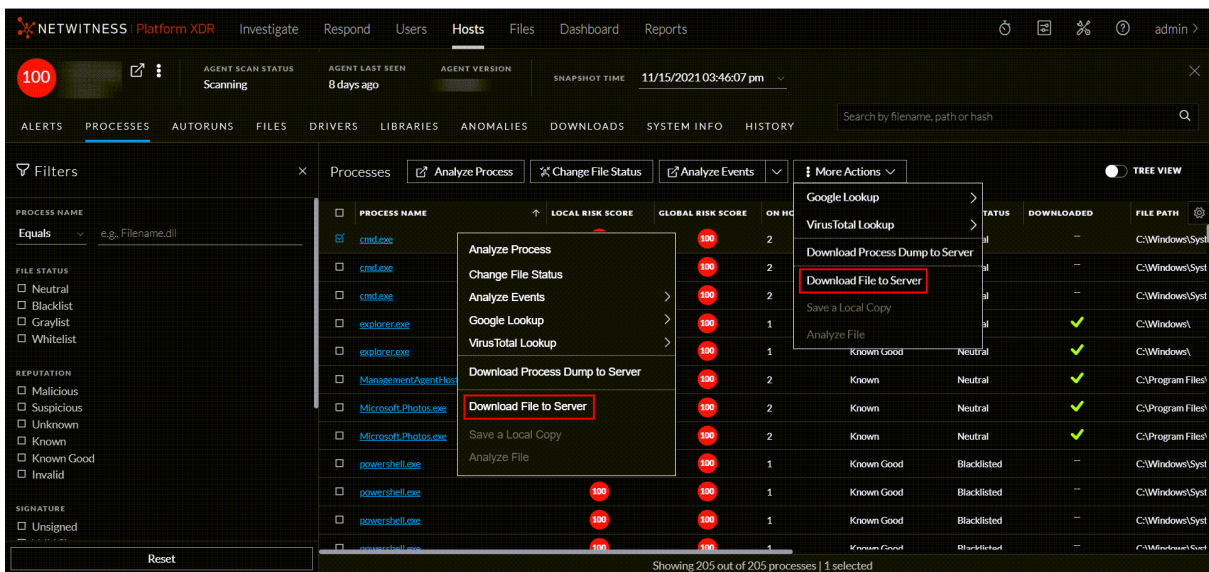 NETWITNESS Platform XDR Investigate Respond Users Hosts Files Dashboard Reports admin >
100 AGENT SCAN STATUS AGENT LAST SEEN AGENT VERSION SNAPSHOT TIME 11/15/2021 03:46:07 pm
Scanning 8 days ago
ALERTS PROCESSES AUTORUNS FILES DRIVERS LIBRARIES ANOMALIES DOWNLOADS SYSTEM INFO HISTORY Search by filename, path or hash
Filters Processes Analyze Process Change File Status Analyze Events More Actions TREE VIEW
Google Lookup
VirusTotal Lookup
Download Process Dump to Server
Download File to Server
Save a Local Copy
Analyze File
PROCESS NAME
Equals e.g., Filename.dll
FILE STATUS
Neutral
Blacklist
Graylist
Whitelist
REPUTATION
Malicious
Suspicious
Unknown
Known
Known Good
Invalid
SIGNATURE
Unsigned
Reset
PROCESS NAME LOCAL RISK SCORE GLOBAL RISK SCORE DOWNLOADED FILE PATH
cmd.exe 100 2 — C:\Windows\Syst
cmd.exe 100 2 — C:\Windows\Syst
cmd.exe 100 2 — C:\Windows\Syst
explorer.exe 100 1 C:\Windows\
explorer.exe 100 1 Known Good Neutral C:\Windows\
ManagementAgentHost 100 2 Known Neutral C:\Program Files\
Microsoft.Photos.exe 100 2 Known Neutral C:\Program Files\
Microsoft.Photos.exe 100 2 Known Neutral C:\Program Files\
powershell.exe 100 1 Known Good Blacklisted — C:\Windows\Syst
powershell.exe 100 100 1 Known Good Blacklisted — C:\Windows\Syst
powershell.exe 100 100 1 Known Good Blacklisted — C:\Windows\Syst
powershell.exe 100 100 1 Known Good Blacklisted — C:\Windows\Syst
Analyze Process
Change File Status
Analyze Events
Google Lookup
VirusTotal Lookup
Download Process Dump to Server
Download File to Server
Save a Local Copy
Analyze File
Showing 205 out of 205 processes | 1 selected